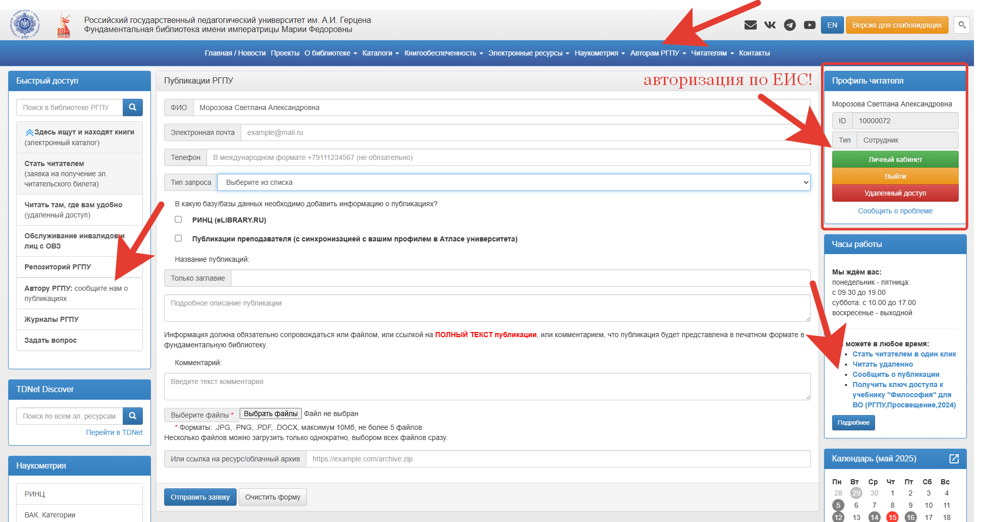 Российский государственный педагогический университет им. А.И. Герцена
Фундаментальная библиотека имени императрицы Марии Федоровны
EN
Версия для слабовидящих
1797
80
ПОБЕДА!
Главная / Новости Проекты О библиотеке Каталоги Книгообеспеченность Электронные ресурсы Наукометрия Авторам РГПУ Читателям Контакты
Быстрый доступ
Поиск в библиотеке РГПУ
Здесь ищут и находят книги
(электронный каталог)
Стать читателем
(заявка на получение эл.
читательского билета)
Читать там, где вам удобно
(удаленный доступ)
Обслуживание инвалидов и
лиц с ОВЗ
Репозиторий РГПУ
Автору РГПУ: сообщите нам о
публикациях
Журналы РГПУ
Задать вопрос
TDNet Discover
Поиск по всем эл. ресурсам
Перейти в TDNet
Наукометрия
РИНЦ
ВАК. Категории
Публикации РГПУ
авторизация по ЕИС!
ФИО Морозова Светлана Александровна
Электронная почта example@mail.ru
Телефон В международном формате +79111234567 (не обязательно)
Тип запроса Выберите из списка
В какую базу/базы данных необходимо добавить информацию о публикациях?
РИНЦ (eLIBRARY.RU)
Публикации преподавателя (с синхронизацией с вашим профилем в Атласе университета)
Название публикаций:
Только заглавие
Подробное описание публикации
Информация должна обязательно сопровождаться или файлом, или ссылкой на ПОЛНЫЙ ТЕКСТ публикации, или комментарием, что публикация будет представлена в печатном формате в
фундаментальную библиотеку.
Комментарий:
Введите текст комментария
Выберите файлы * Выбрать файлы Файл не выбран
* Форматы: .JPG, .PNG, .PDF, .DOCX, максимум 10Мб, не более 5 файлов
Несколько файлов можно загрузить только однократно, выбором всех файлов сразу.
Или ссылка на ресурс/облачный архив https://example.com/archive.zip
Отправить заявку Очистить форму
Профиль читателя
Морозова Светлана Александровна
ID 10000072
Тип Сотрудник
Личный кабинет
Выйти
Удаленный доступ
Сообщить о проблеме
Часы работы
Мы ждём вас:
понедельник - пятница:
с 09.30 до 19.00
суббота: с 10.00 до 17.00
воскресенье - выходной
можете в любое время:
Стать читателем в один клик
Читать удаленно
Сообщить о публикации
Получить ключ доступа к
учебнику "Философия" для
ВО (РГПУ,Просвещение,2024)
Подробнее
Календарь (май 2025)
Пн Вт Ср Чт Пт Сб Вс
28 29 30 1 2 3 4
5 6 7 8 9 10 11
12 13 14 15 16 17 18